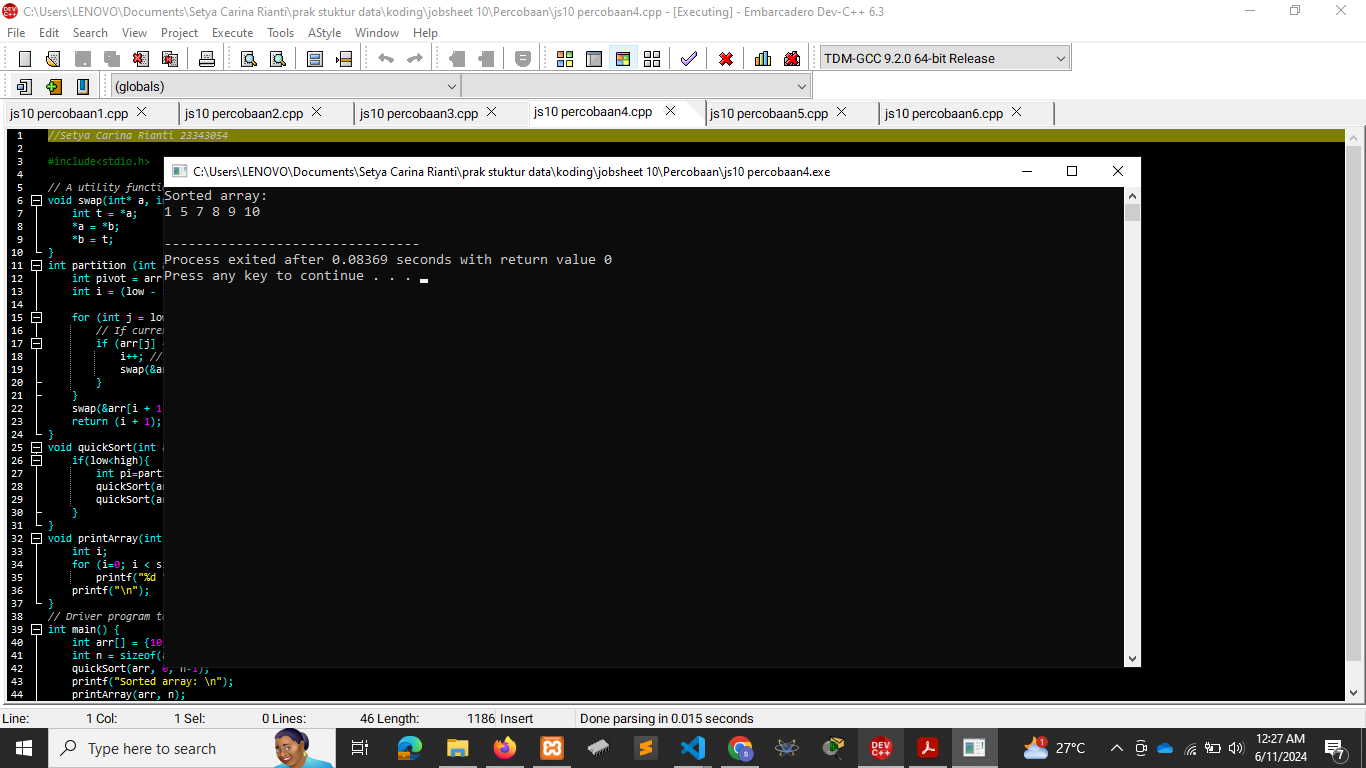 C:\Users\LENOVO\Documents\Setya Carina Rianti\prak stuktur data\koding\jobsheet 10\Percobaan\js10 percobaan4.cpp - [Executing] - Embarcadero Dev-C++ 6.3
File Edit Search View Project Execute Tools AStyle Window Help
TDM-GCC 9.2.0 64-bit Release
(globals)
js10 percobaan1.cpp js10 percobaan2.cpp js10 percobaan3.cpp js10 percobaan4.cpp js10 percobaan5.cpp js10 percobaan6.cpp
1 //Setya Carina Rianti 23343054
2
3 #include<stdio.h>
4
5 // A utility functi
6 void swap(int* a, i
7 int t = *a;
8 *a = *b;
9 *b = t;
10 }
11 int partition (int
12 int pivot = arr
13 int i = (low -
14
15 for (int j = lo
16 // If curre
17 if (arr[j]
18 i++; //
19 swap(&a
20 }
21 }
22 swap(&arr[i + 1
23 return (i + 1);
24 }
25 void quickSort(int
26 if(low<high){
27 int pi=parti
28 quickSort(a
29 quickSort(a
30 }
31 }
32 void printArray(int
33 int i;
34 for (i=0; i < s
35 printf("%d
36 printf("\n");
37 }
38 // Driver program t
39 int main() {
40 int arr[] = {10
41 int n = sizeof(
42 quickSort(arr, 0, n-1);
43 printf("Sorted array: \n");
44 printArray(arr, n);
C:\Users\LENOVO\Documents\Setya Carina Rianti\prak stuktur data\koding\jobsheet 10\Percobaan\js10 percobaan4.exe
Sorted array:
1 5 7 8 9 10
--------------------------------
Process exited after 0.08369 seconds with return value 0
Press any key to continue . . .
Line: 1 Col: 1 Sel: 0 Lines: 46 Length: 1186 Insert Done parsing in 0.015 seconds
Type here to search
DEV C++
1
27°C
12:27 AM
6/11/2024
7